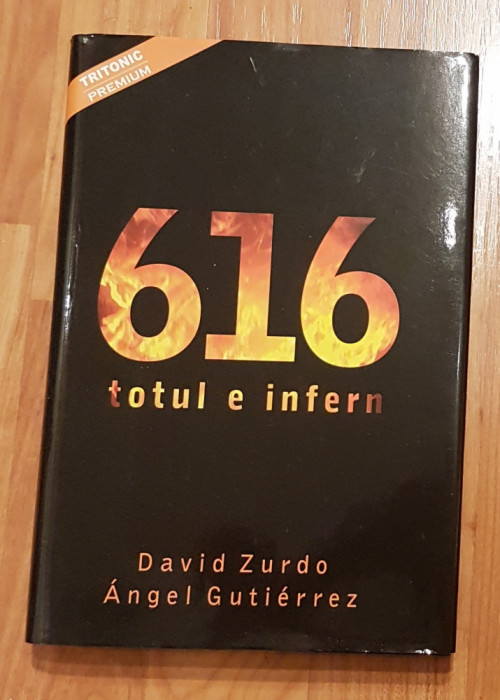 TRITONIC
PREMIUM
616
totul e infern
David Zurdo
Ángel Gutiérrez